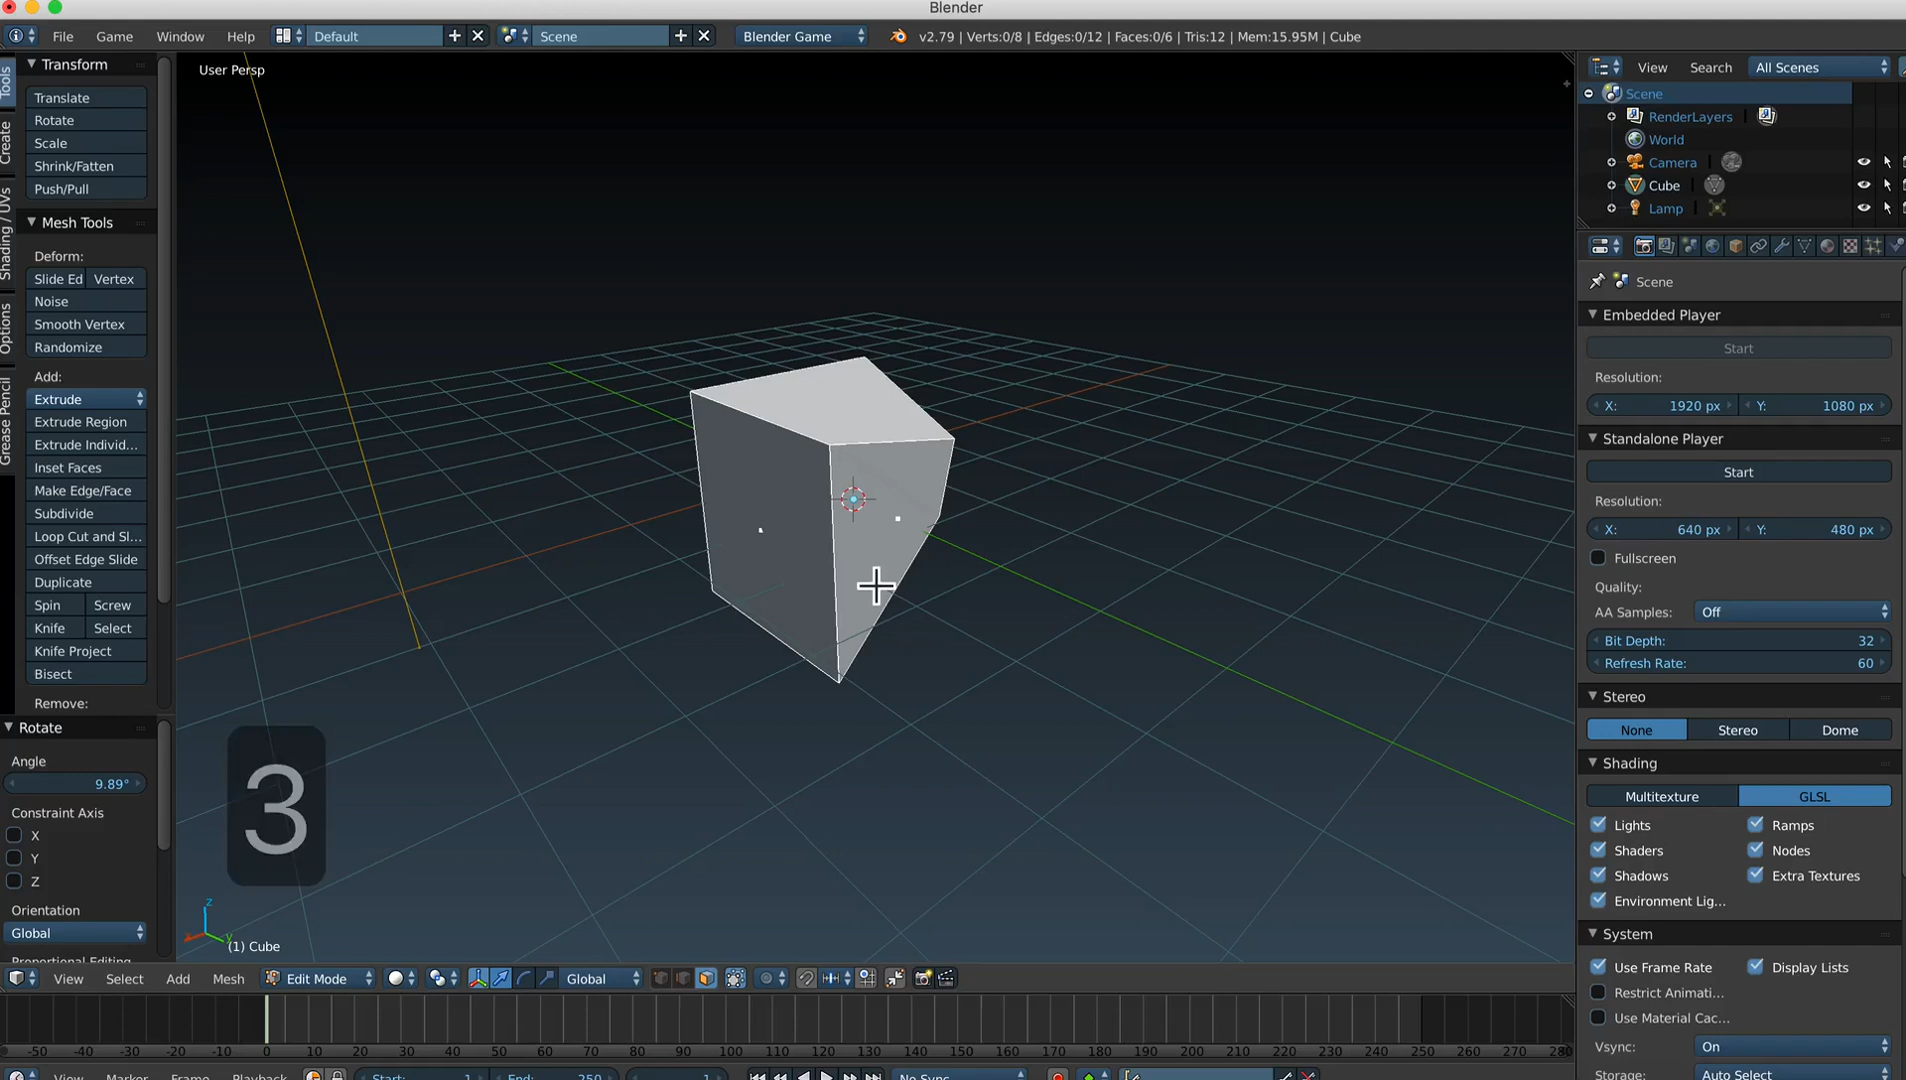 Blender
File Game Window Help Default Scene Blender Game v2.79 | Verts:0/8 | Edges:0/12 | Faces:0/6 | Tris:12 | Mem:15.95M | Cube
Tools
Create
Shading / UVs
Options
Grease Pencil
Transform
Translate
Rotate
Scale
Shrink/Fatten
Push/Pull
Mesh Tools
Deform:
Slide Ed Vertex
Noise
Smooth Vertex
Randomize
Add:
Extrude
Extrude Region
Extrude Individ...
Inset Faces
Make Edge/Face
Subdivide
Loop Cut and Sl...
Offset Edge Slide
Duplicate
Spin Screw
Knife Select
Knife Project
Bisect
Remove:
Rotate
Angle
9.89°
Constraint Axis
X
Y
Z
Orientation
Global
Proportional Editing
User Persp
3
z
y
(1) Cube
View Select Add Mesh Edit Mode Global
-50 -40 -30 -20 -10 0 10 20 30 40 50 60 70 80 90 100 110 120 130 140 150 160 170 180 190 200 210 220 230 240 250 260 270 280
View Marker Frame Playback Start: 1 End: 250 1 No Sync
View Search All Scenes
Scene
RenderLayers
World
Camera
Cube
Lamp
Scene
Embedded Player
Start
Resolution:
X: 1920 px Y: 1080 px
Standalone Player
Start
Resolution:
X: 640 px Y: 480 px
Fullscreen
Quality:
AA Samples: Off
Bit Depth: 32
Refresh Rate: 60
Stereo
None Stereo Dome
Shading
Multitexture GLSL
Lights Ramps
Shaders Nodes
Shadows Extra Textures
Environment Lig...
System
Use Frame Rate Display Lists
Restrict Animati...
Use Material Cac...
Vsync: On
Storage: Auto Select